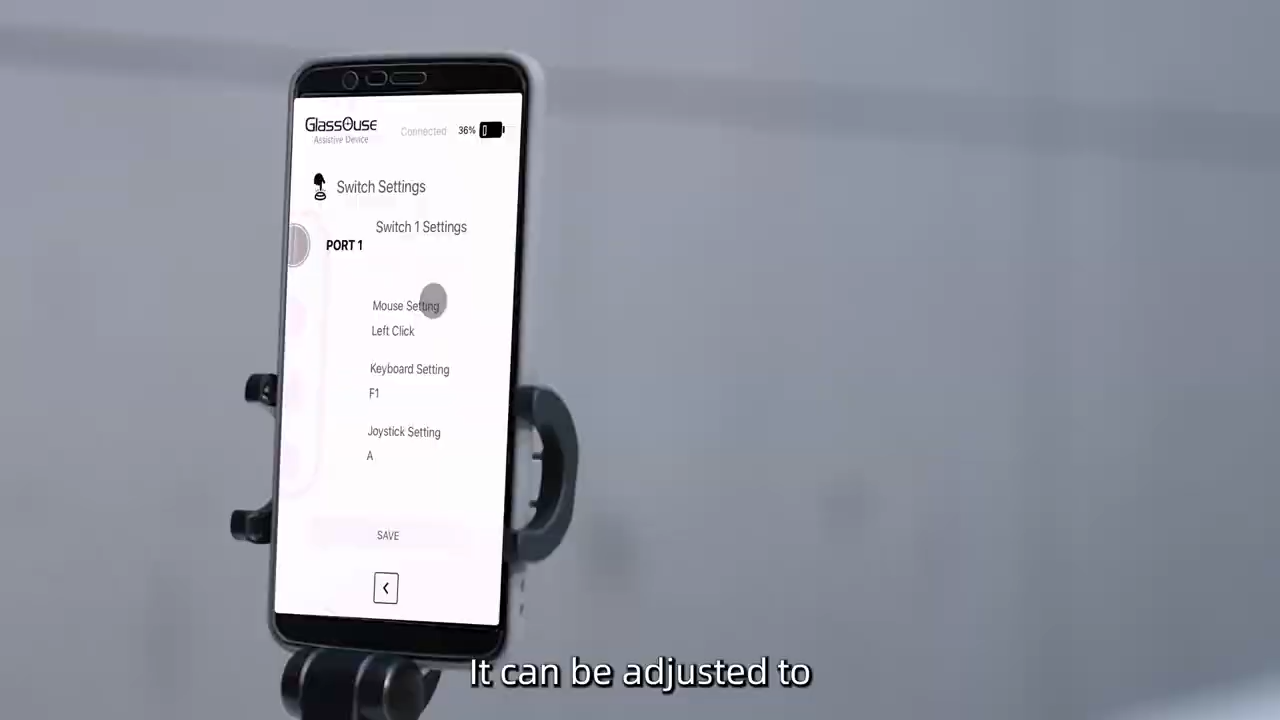 GlassOuse
Assistive Device
Connected
36%
Switch Settings
Switch 1 Settings
PORT 1
Mouse Setting
Left Click
Keyboard Setting
F1
Joystick Setting
A
SAVE
It can be adjusted to